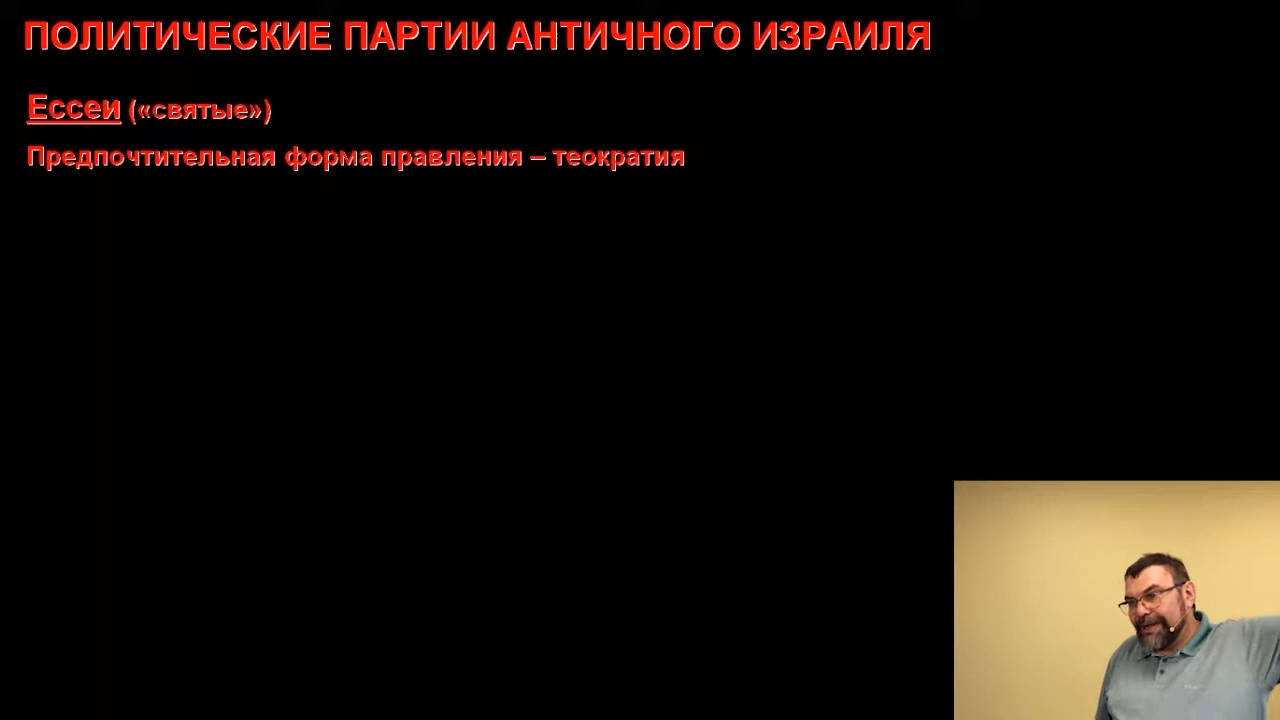 ПОЛИТИЧЕСКИЕ ПАРТИИ АНТИЧНОГО ИЗРАИЛЯ
Ессеи («святые»)
Предпочтительная форма правления – теократия